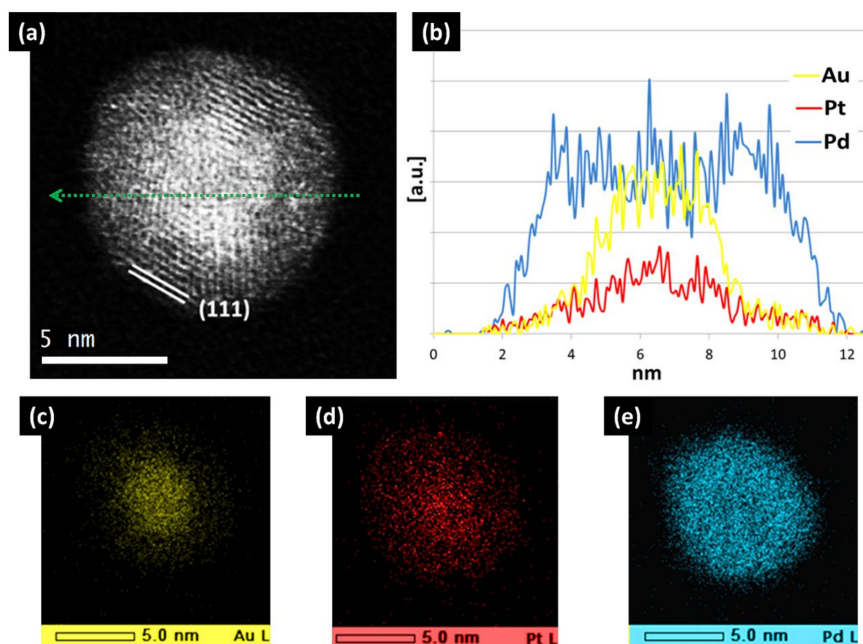 (a)
(111)
5 nm
(b)
Au
Pt
Pd
[a.u.]
0 2 4 6 8 10 12
nm
(c)
5.0 nm Au L
(d)
5.0 nm Pt L
(e)
5.0 nm Pd L